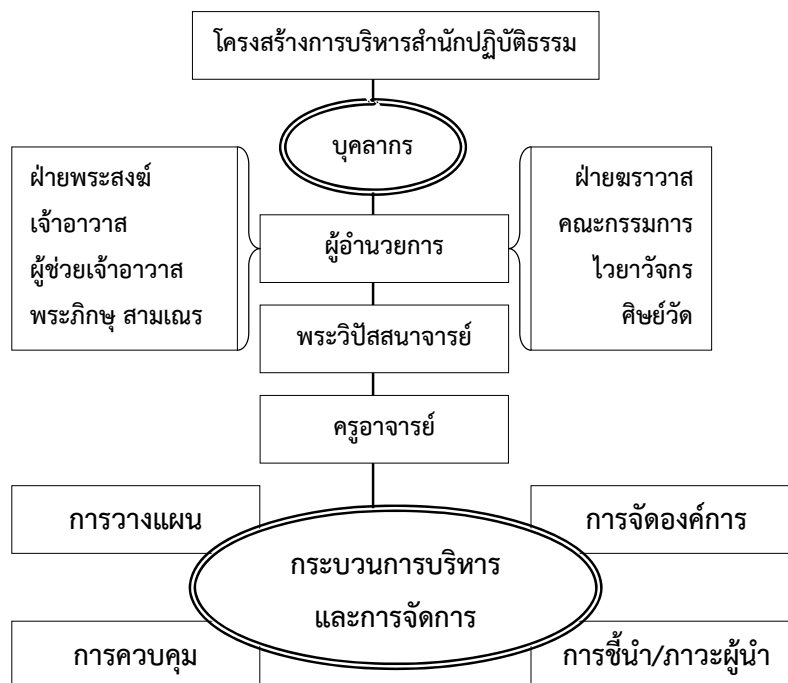 โครงสร้างการบริหารสำนักปฏิบัติธรรม
บุคลากร
ฝ่ายพระสงฆ์
เจ้าอาวาส
ผู้ช่วยเจ้าอาวาส
พระภิกษุ สามเณร
ผู้อำนวยการ
ฝ่ายฆราวาส
คณะกรรมการ
ไวยาวัจกร
ศิษย์วัด
พระวิปัสสนาจารย์
ครูอาจารย์
การวางแผน
การจัดองค์การ
กระบวนการบริหาร
และการจัดการ
การควบคุม
การชี้นำ/ภาวะผู้นำ